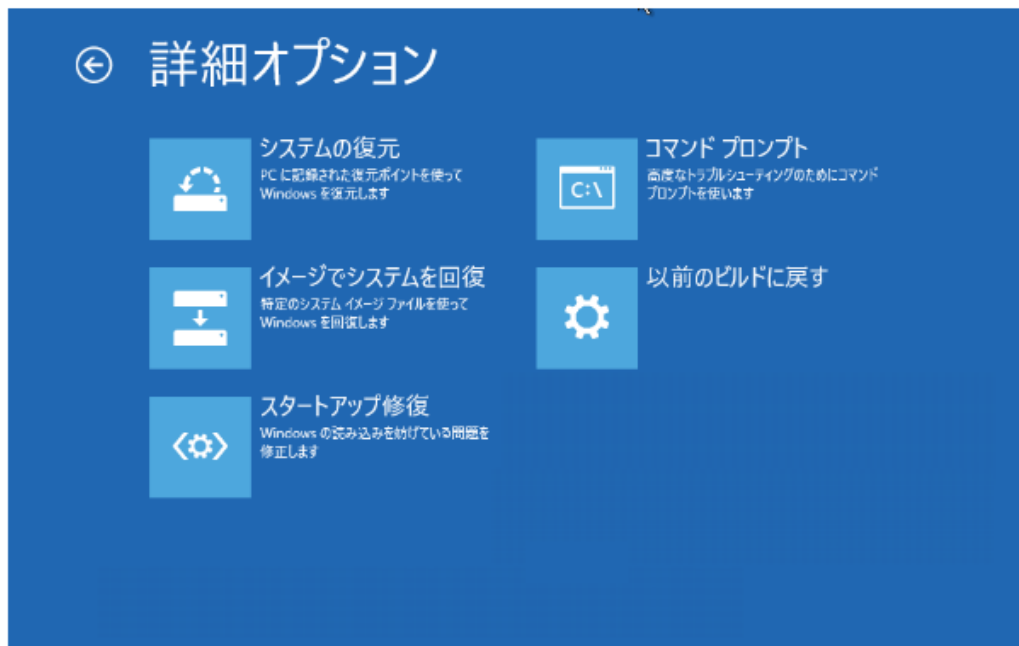 詳細オプション
システムの復元
PC に記録された復元ポイントを使って
Windows を復元します
イメージでシステムを回復
特定のシステム イメージ ファイルを使って
Windows を回復します
スタートアップ修復
Windows の読み込みを妨げている問題を
修正します
コマンド プロンプト
高度なトラブルシューティングのためにコマンド
プロンプトを使います
C:\
以前のビルドに戻す